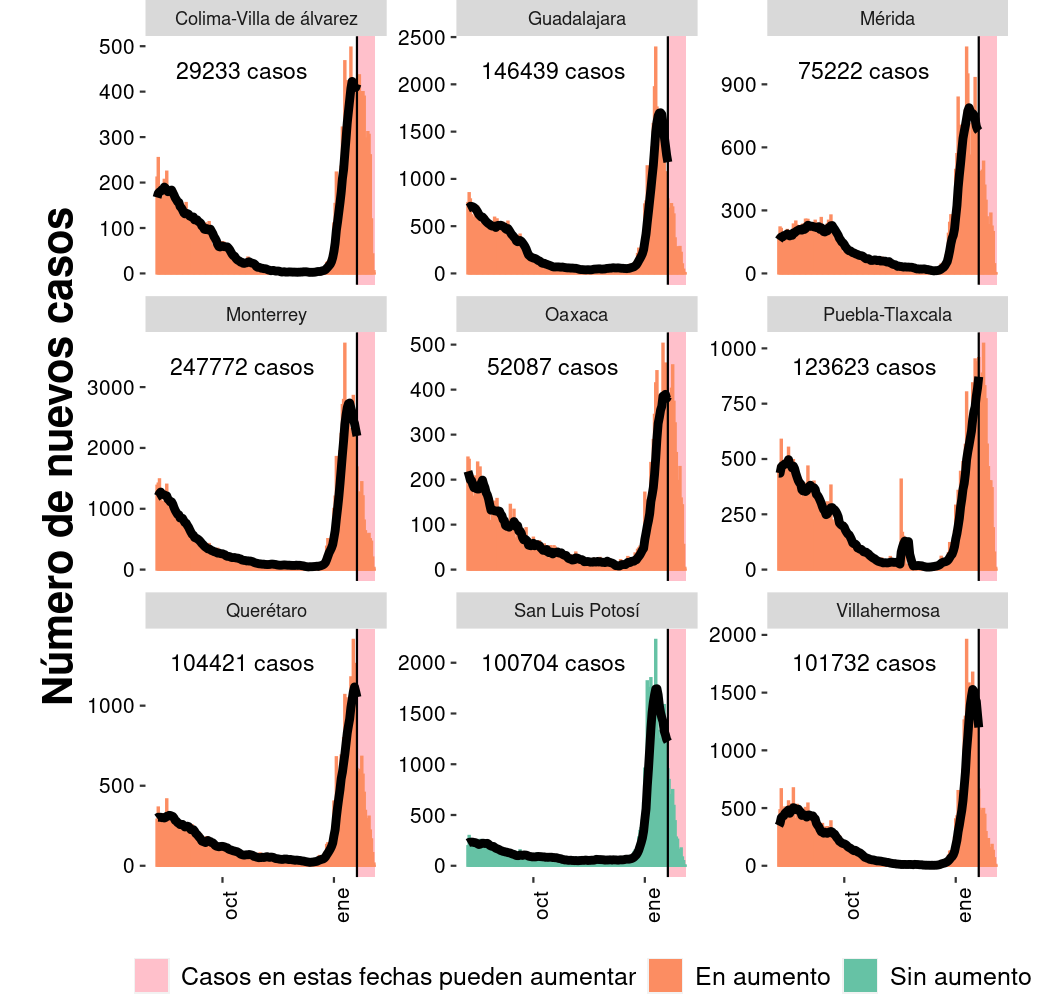 Número de nuevos casos
Colima-Villa de álvarez
29233 casos
500
400
300
200
100
0
Guadalajara
146439 casos
2500
2000
1500
1000
500
0
Mérida
75222 casos
900
600
300
0
Monterrey
247772 casos
3000
2000
1000
0
Oaxaca
52087 casos
500
400
300
200
100
0
Puebla-Tlaxcala
123623 casos
1000
750
500
250
0
Querétaro
104421 casos
1000
500
0
oct
ene
San Luis Potosí
100704 casos
2000
1500
1000
500
0
oct
ene
Villahermosa
101732 casos
2000
1500
1000
500
0
oct
ene
Casos en estas fechas pueden aumentar
En aumento
Sin aumento